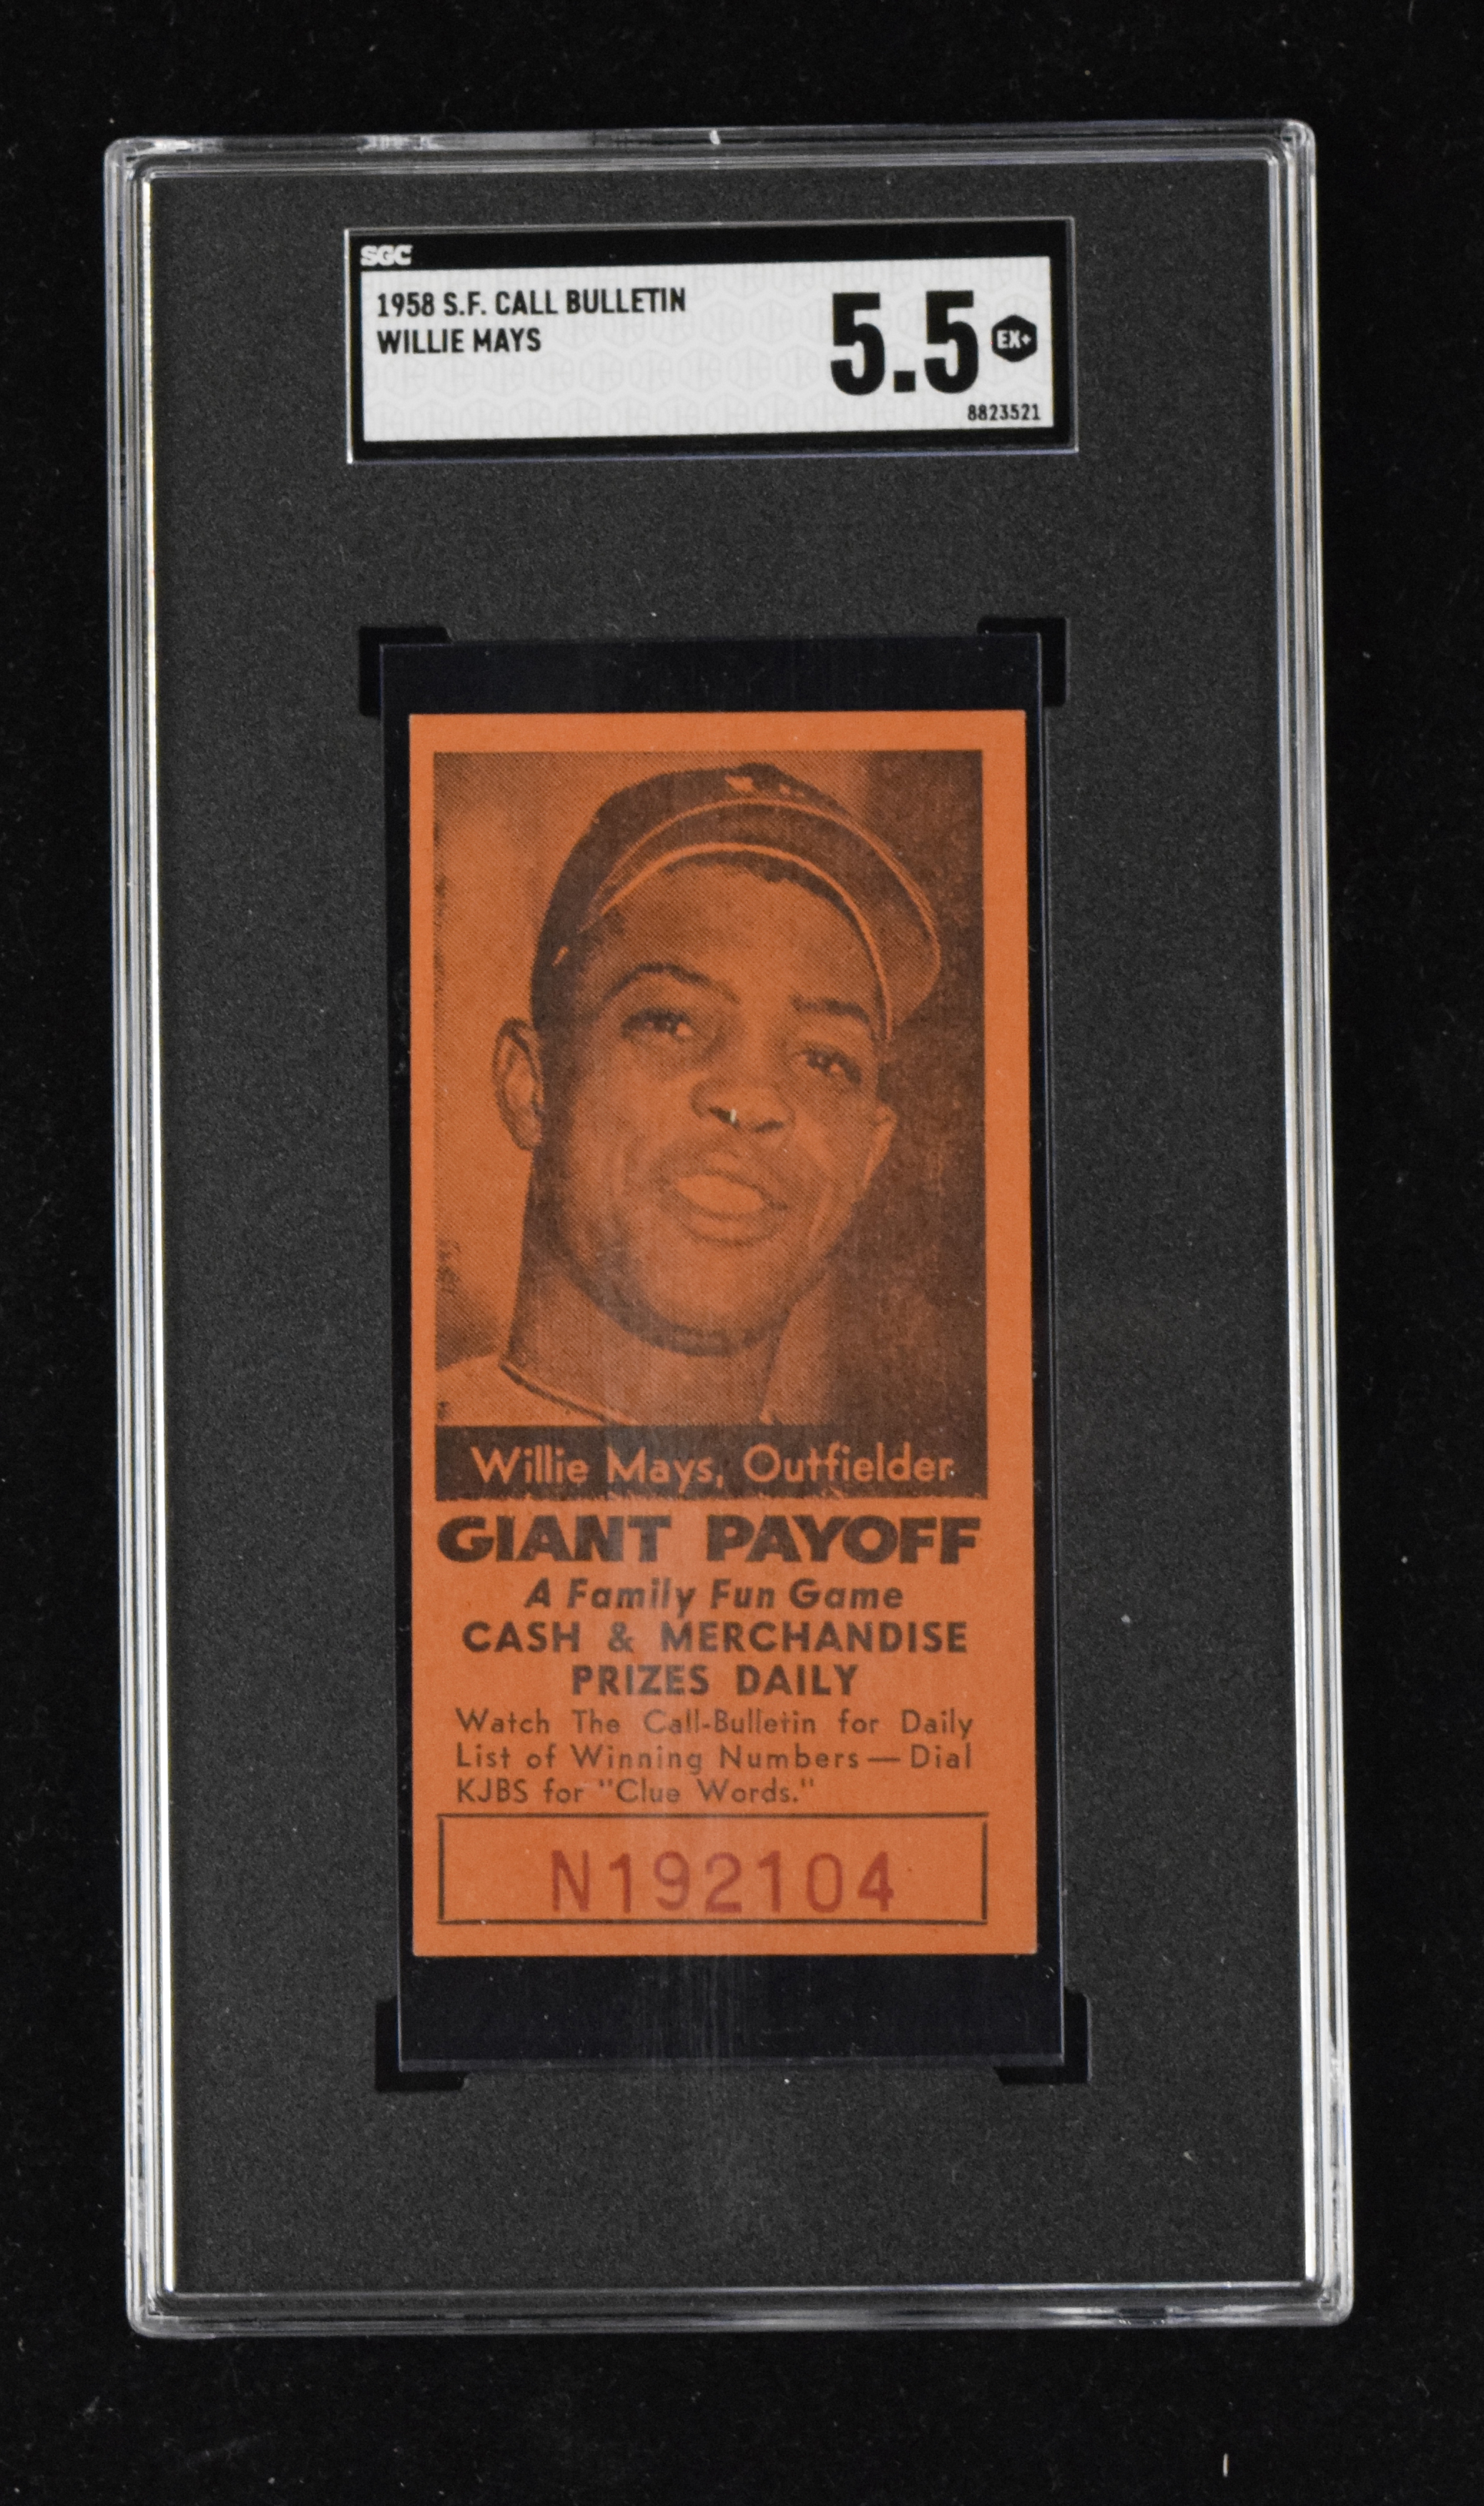 SGC
1958 S.F. CALL BULLETIN
WILLIE MAYS
5.5 EX+
8823521
Willie Mays, Outfielder
GIANT PAYOFF
A Family Fun Game
CASH & MERCHANDISE
PRIZES DAILY
Watch The Call-Bulletin for Daily
List of Winning Numbers — Dial
KJBS for "Clue Words."
N192104